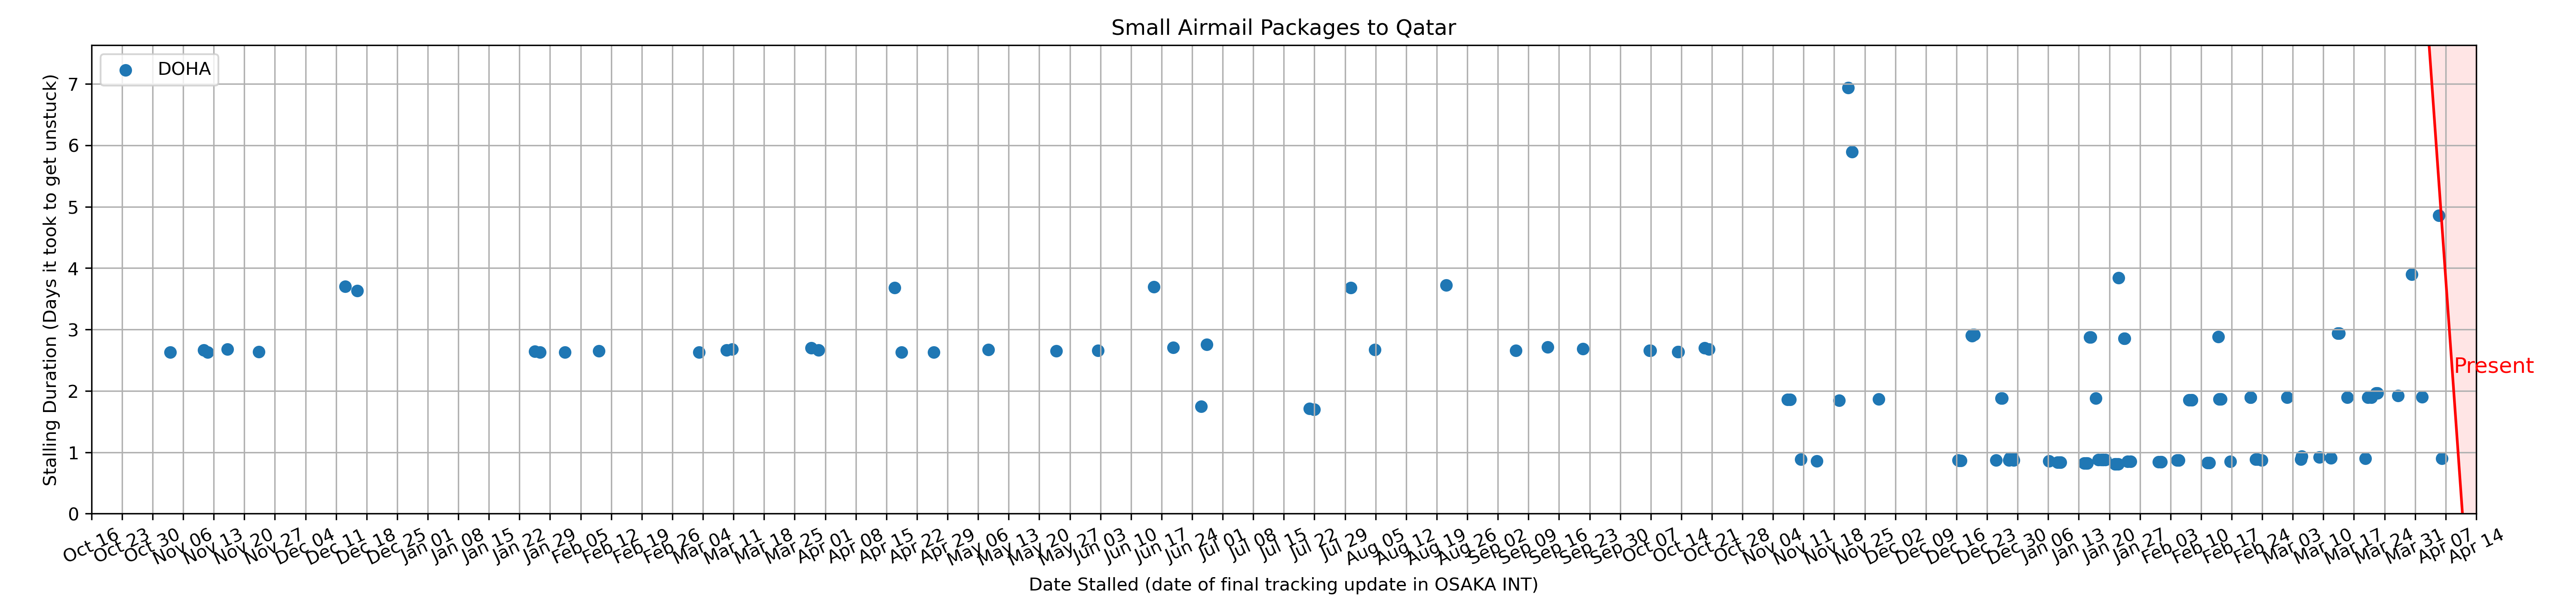 Small Airmail Packages to Qatar
DOHA
Stalling Duration (Days it took to get unstuck)
7
6
5
4
3
2
1
0
Present
Oct 16 Oct 23 Oct 30 Nov 06 Nov 13 Nov 20 Nov 27 Dec 04 Dec 11 Dec 18 Dec 25 Jan 01 Jan 08 Jan 15 Jan 22 Jan 29 Feb 05 Feb 12 Feb 19 Feb 26 Mar 04 Mar 11 Mar 18 Mar 25 Apr 01 Apr 08 Apr 15 Apr 22 Apr 29 May 06 May 13 May 20 May 27 Jun 03 Jun 10 Jun 17 Jun 24 Jul 01 Jul 08 Jul 15 Jul 22 Jul 29 Aug 05 Aug 12 Aug 19 Aug 26 Sep 02 Sep 09 Sep 16 Sep 23 Sep 30 Oct 07 Oct 14 Oct 21 Oct 28 Nov 04 Nov 11 Nov 18 Nov 25 Dec 02 Dec 09 Dec 16 Dec 23 Dec 30 Jan 06 Jan 13 Jan 20 Jan 27 Feb 03 Feb 10 Feb 17 Feb 24 Mar 03 Mar 10 Mar 17 Mar 24 Mar 31 Apr 07 Apr 14
Date Stalled (date of final tracking update in OSAKA INT)